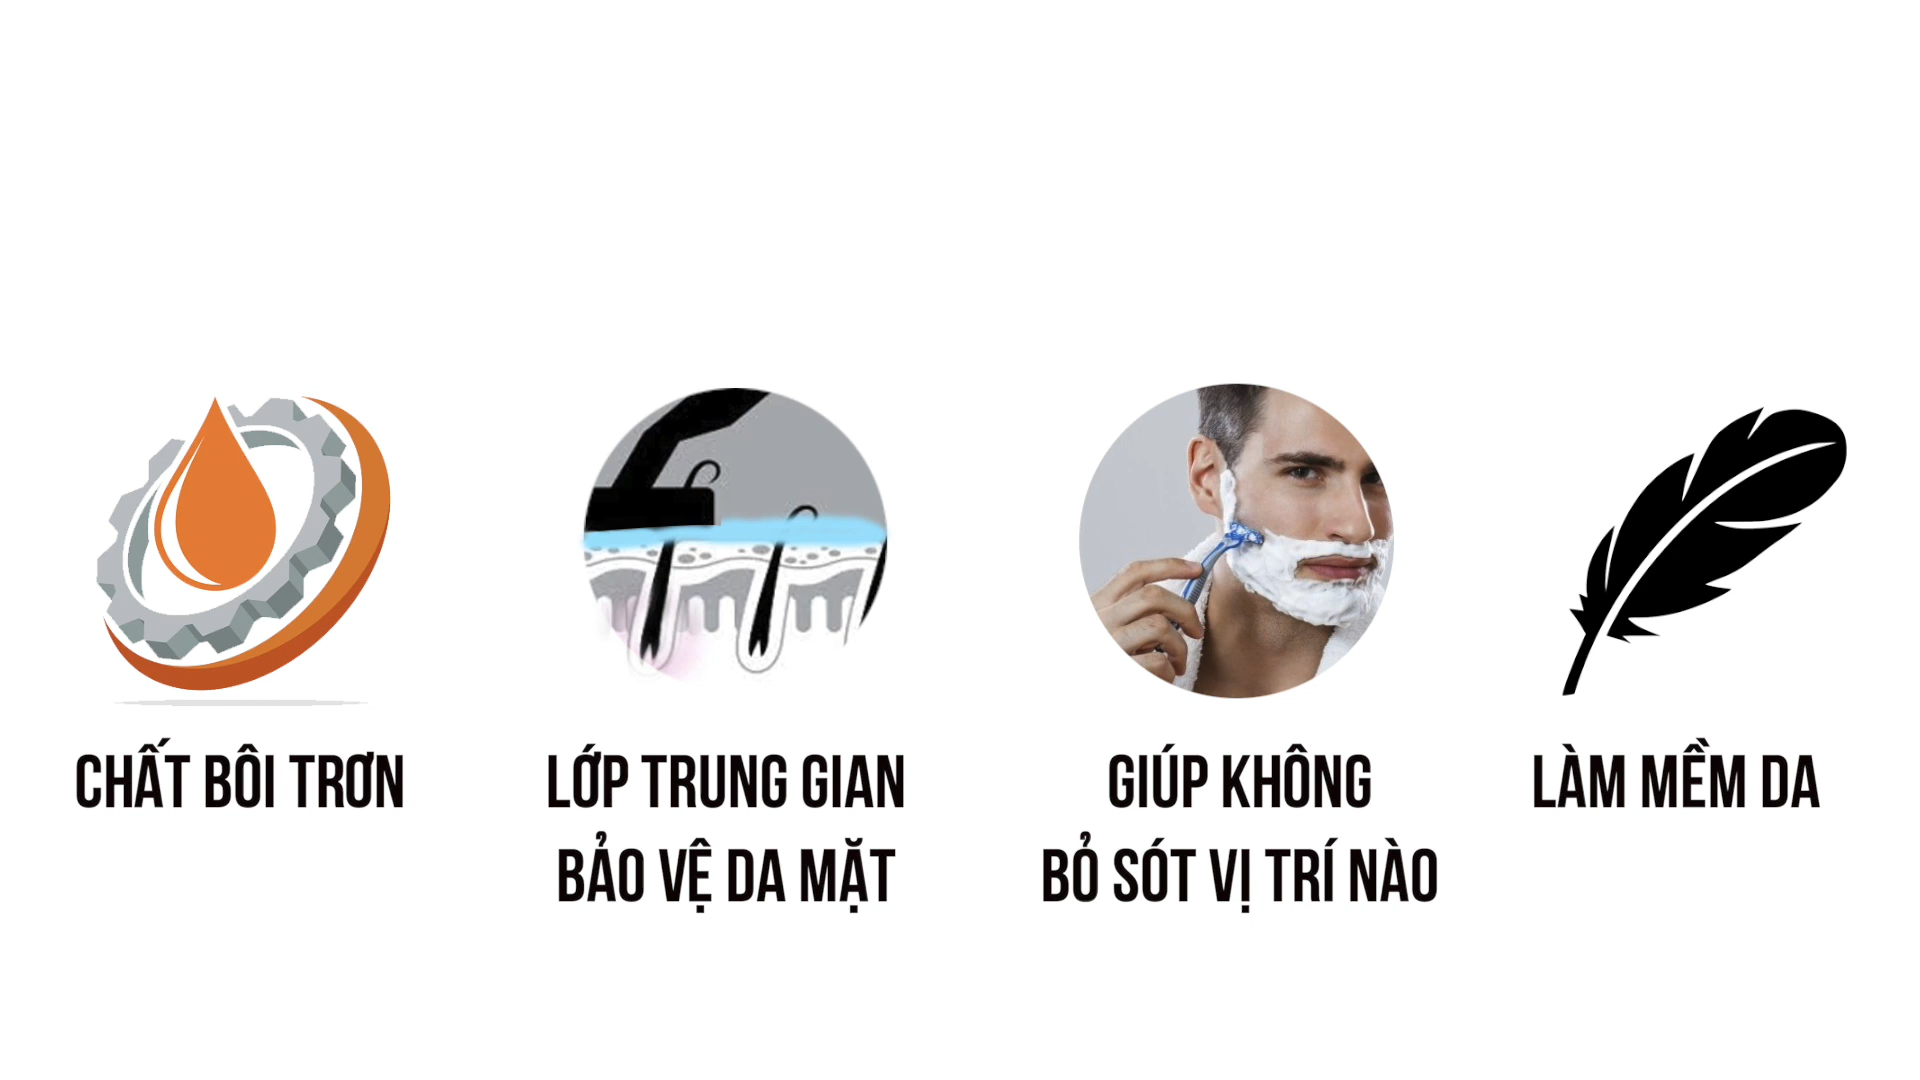 CHẤT BÔI TRƠN
LỚP TRUNG GIAN
BẢO VỆ DA MẶT
GIÚP KHÔNG
BỎ SÓT VỊ TRÍ NÀO
LÀM MỀM DA